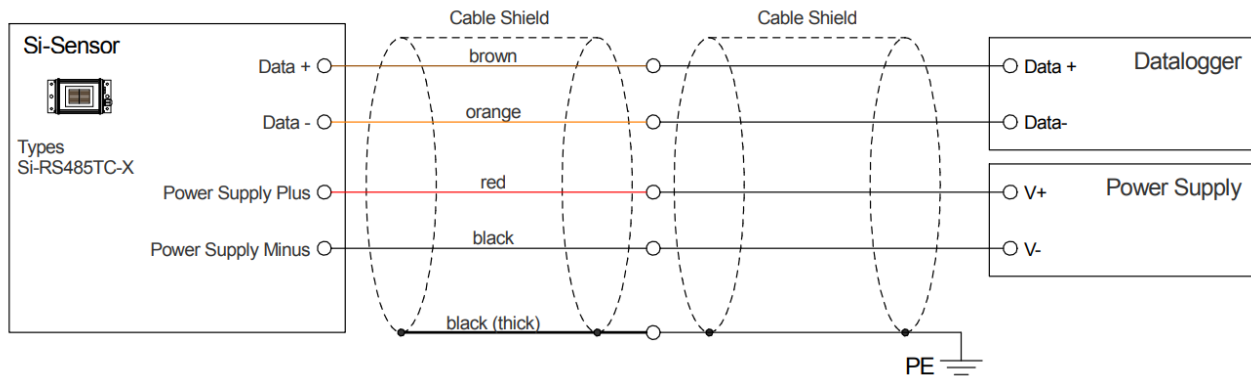 Cable Shield
Cable Shield
Si-Sensor
Types
Si-RS485TC-X
Data +
Data -
Power Supply Plus
Power Supply Minus
brown
orange
red
black
black (thick)
Data +
Datalogger
Data-
V+
Power Supply
V-
PE